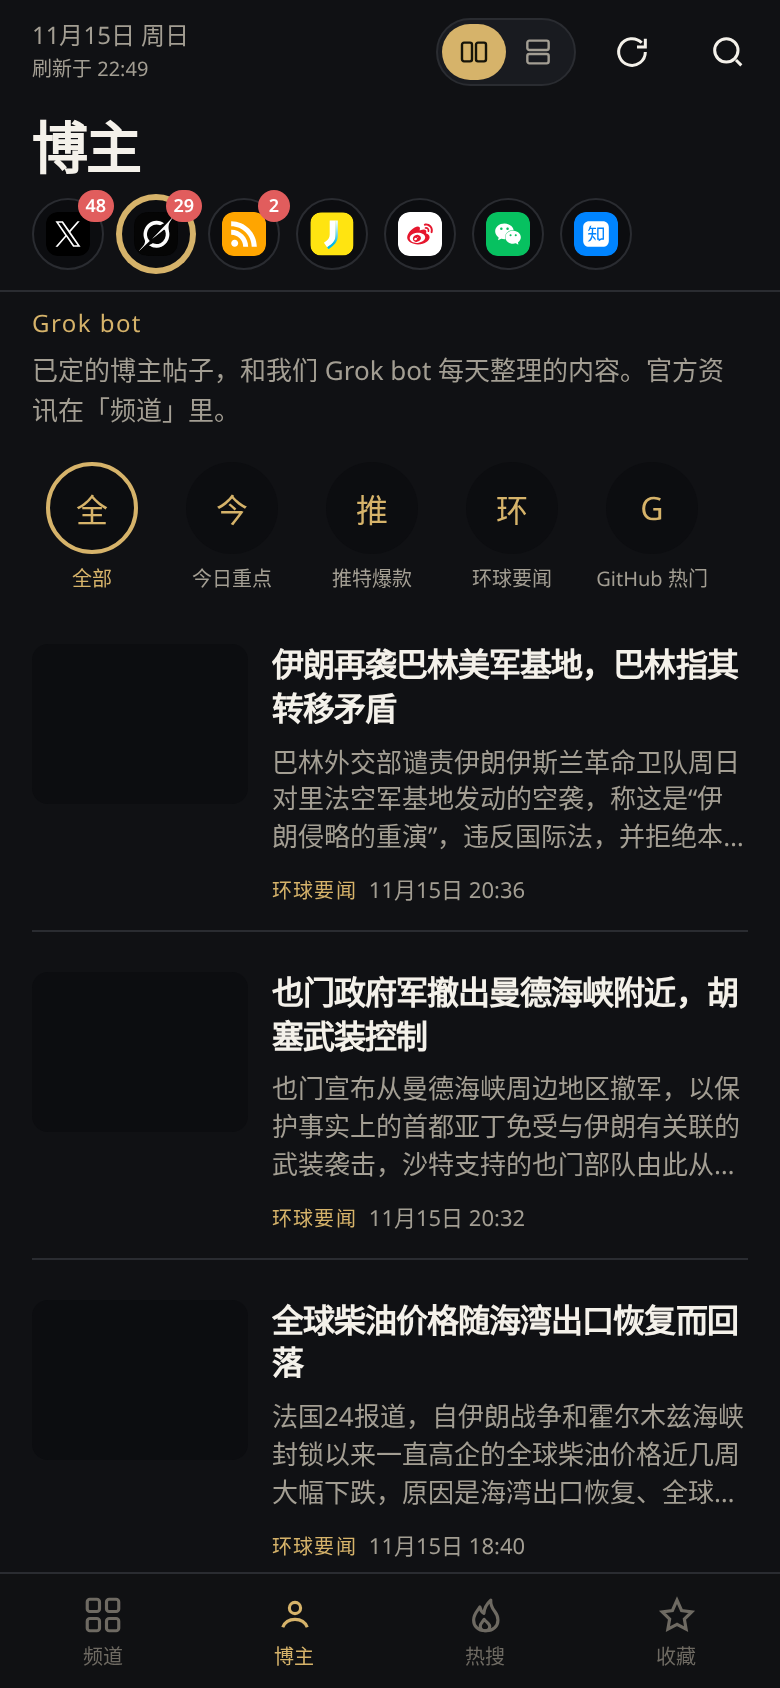 11月15日 周日
刷新于 22:49
博主
48
29
2
知
Grok bot
已定的博主帖子，和我们 Grok bot 每天整理的内容。官方资
讯在「频道」里。
全
今
推
环
G
全部
今日重点
推特爆款
环球要闻
GitHub 热门
伊朗再袭巴林美军基地，巴林指其
转移矛盾
巴林外交部谴责伊朗伊斯兰革命卫队周日
对里法空军基地发动的空袭，称这是“伊
朗侵略的重演”，违反国际法，并拒绝本...
环球要闻 11月15日 20:36
也门政府军撤出曼德海峡附近，胡
塞武装控制
也门宣布从曼德海峡周边地区撤军，以保
护事实上的首都亚丁免受与伊朗有关联的
武装袭击，沙特支持的也门部队由此从...
环球要闻 11月15日 20:32
全球柴油价格随海湾出口恢复而回
落
法国24报道，自伊朗战争和霍尔木兹海峡
封锁以来一直高企的全球柴油价格近几周
大幅下跌，原因是海湾出口恢复、全球...
环球要闻 11月15日 18:40
频道
博主
热搜
收藏